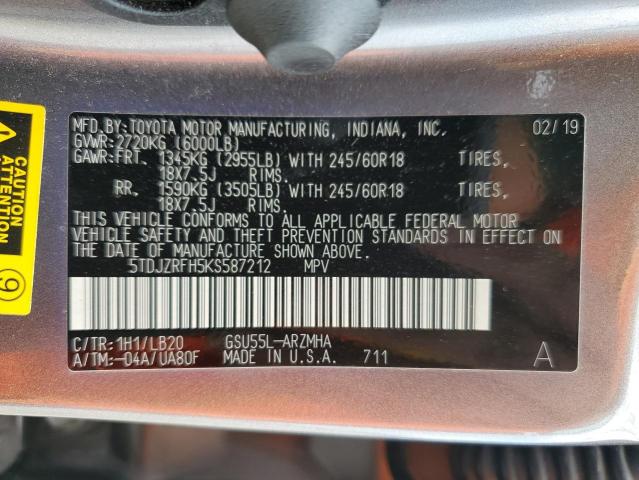 MFD.BY:TOYOTA MOTOR MANUFACTURING, INDIANA, INC. 02/19
GVWR:2720KG (6000LB)
GAWR:FRT. 1345KG (2955LB) WITH 245/60R18 TIRES,
18X7.5J RIMS.
RR. 1590KG (3505LB) WITH 245/60R18 TIRES,
18X7.5J RIMS.
THIS VEHICLE CONFORMS TO ALL APPLICABLE FEDERAL MOTOR
VEHICLE SAFETY AND THEFT PREVENTION STANDARDS IN EFFECT ON
THE DATE OF MANUFACTURE SHOWN ABOVE.
5TDJZRFH5KS587212 MPV
C/TR:1H1/LB20 GSU55L-ARZMHA
A/TM:-04A/UA80F MADE IN U.S.A. 711 A
9